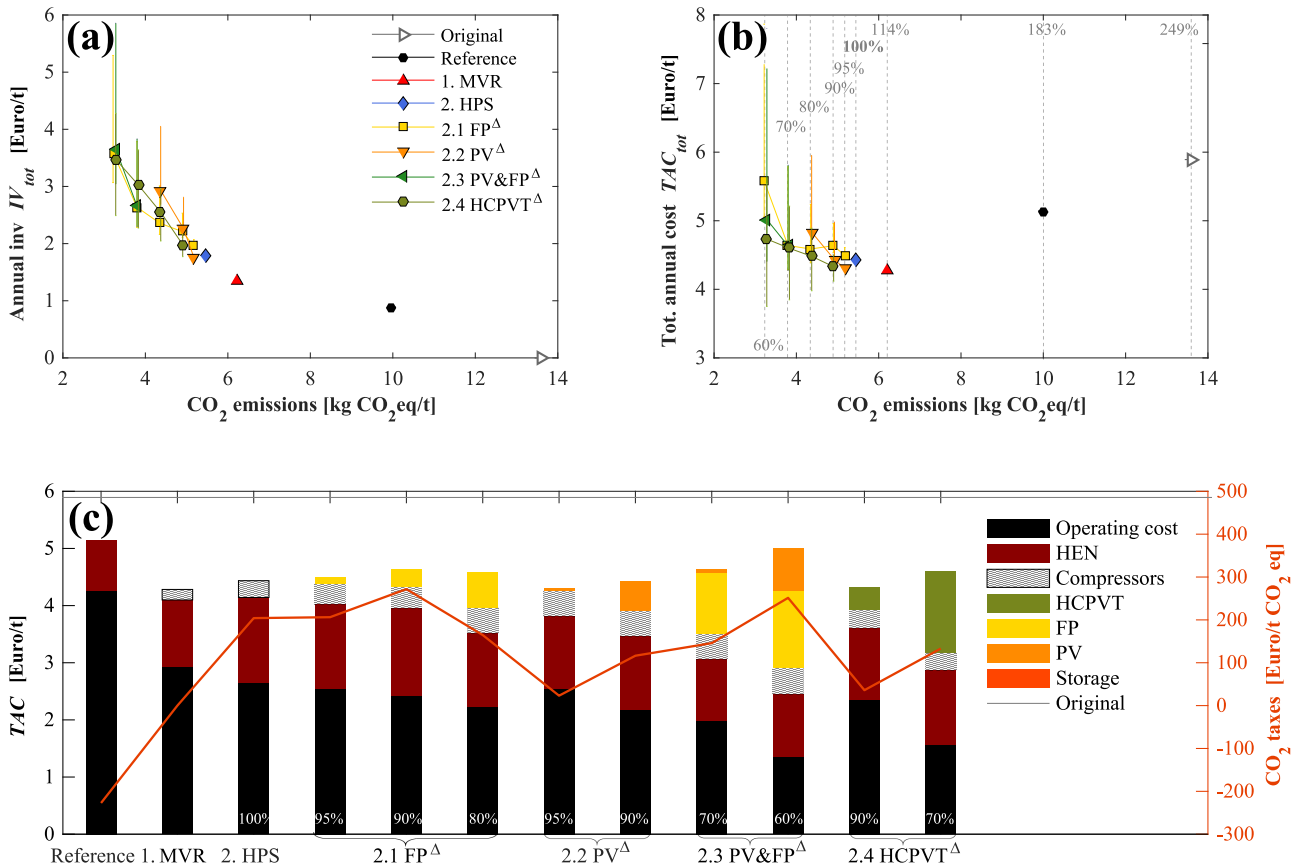 (a)
Annual inv IV_tot [Euro/t]
6
5
4
3
2
1
0
2 4 6 8 10 12 14
CO2 emissions [kg CO2eq/t]
Original
Reference
1. MVR
2. HPS
2.1 FP^Δ
2.2 PV^Δ
2.3 PV&FP^Δ
2.4 HCPVT^Δ
(b)
Tot. annual cost TAC_tot [Euro/t]
8
7
6
5
4
3
2 4 6 8 10 12 14
CO2 emissions [kg CO2eq/t]
60%
70%
80%
90%
95%
100%
114%
183%
249%
(c)
TAC [Euro/t]
6
5
4
3
2
1
0
100% 95% 90% 80% 95% 90% 70% 60% 90% 70%
Reference 1. MVR 2. HPS 2.1 FP^Δ 2.2 PV^Δ 2.3 PV&FP^Δ 2.4 HCPVT^Δ
Operating cost
HEN
Compressors
HCPVT
FP
PV
Storage
Original
500
400
300
200
100
0
-100
-200
-300
CO2 taxes [Euro/t CO2 eq]